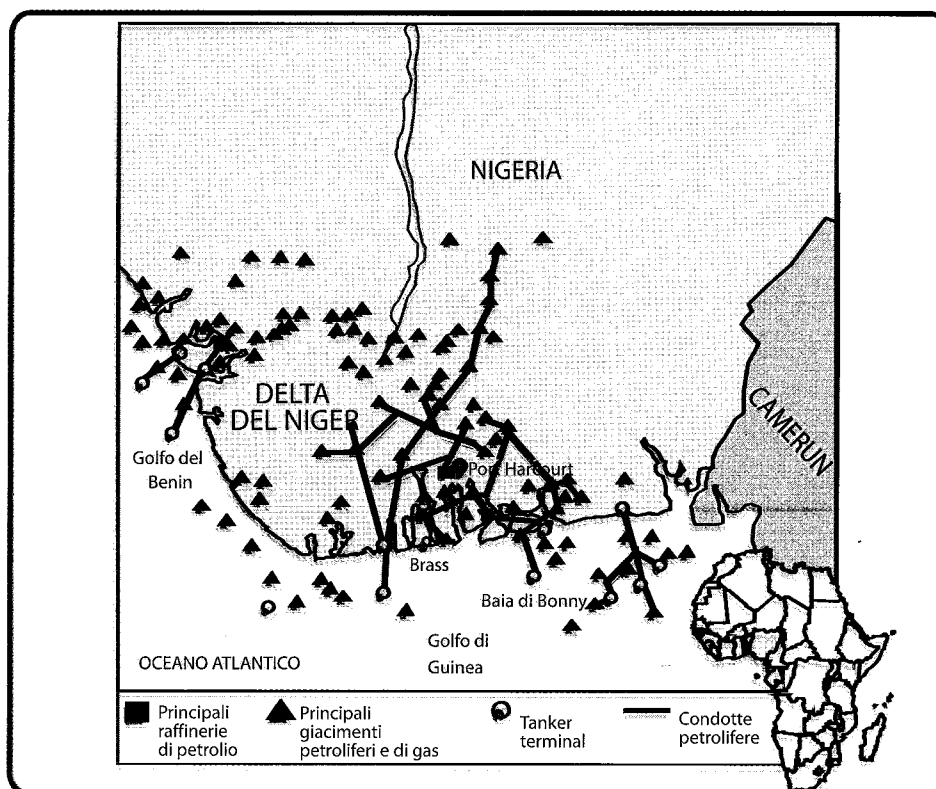 NIGERIA
CAMERUN
DELTA
DEL NIGER
Golfo del
Benin
Port Harcourt
Brass
Baia di Bonny
Golfo di
Guinea
OCEANO ATLANTICO
Principali
raffinerie
di petrolio
Principali
giacimenti
petroliferi e di gas
Tanker
terminal
Condotte
petrolifere